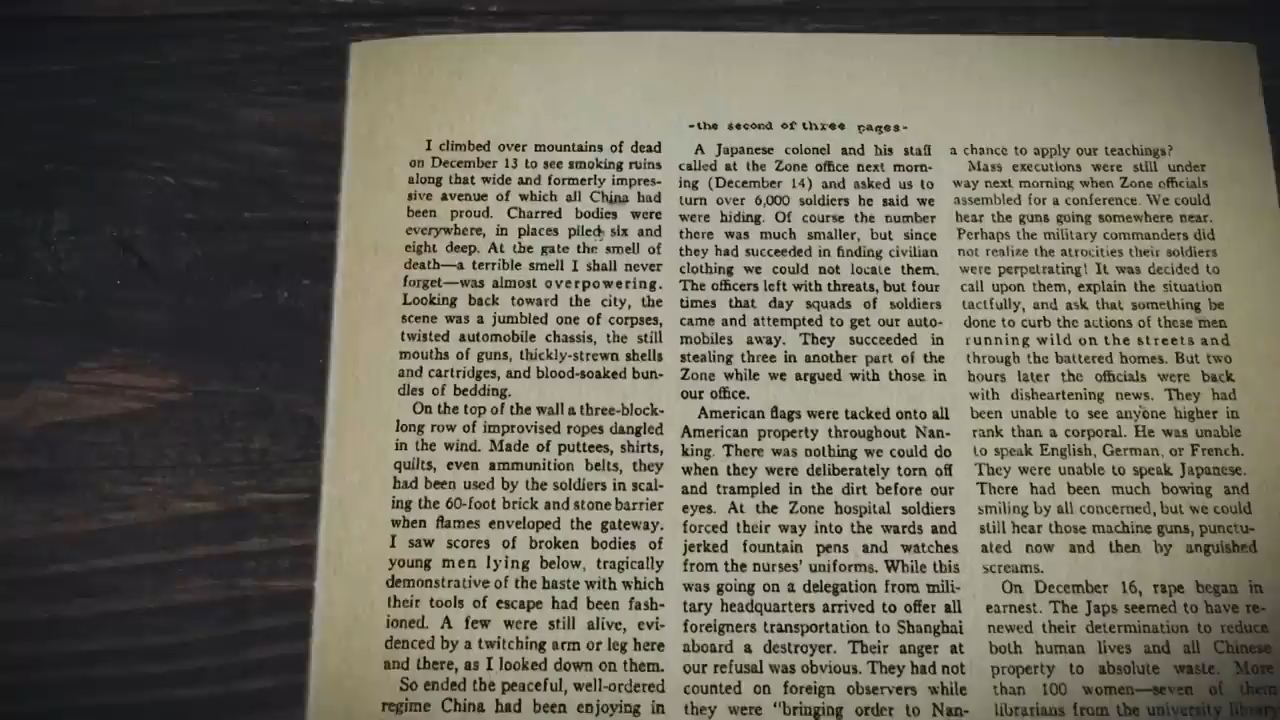 -the second of three pages-
I climbed over mountains of dead
on December 13 to see smoking ruins
along that wide and formerly impres-
sive avenue of which all China had
been proud. Charred bodies were
everywhere, in places piled six and
eight deep. At the gate the smell of
death—a terrible smell I shall never
forget—was almost overpowering.
Looking back toward the city, the
scene was a jumbled one of corpses,
twisted automobile chassis, the still
mouths of guns, thickly-strewn shells
and cartridges, and blood-soaked bun-
dles of bedding.
On the top of the wall a three-block-
long row of improvised ropes dangled
in the wind. Made of puttees, shirts,
quilts, even ammunition belts, they
had been used by the soldiers in scal-
ing the 60-foot brick and stone barrier
when flames enveloped the gateway.
I saw scores of broken bodies of
young men lying below, tragically
demonstrative of the haste with which
their tools of escape had been fash-
ioned. A few were still alive, evi-
denced by a twitching arm or leg here
and there, as I looked down on them.
So ended the peaceful, well-ordered
regime China had been enjoying in
A Japanese colonel and his staff
called at the Zone office next morn-
ing (December 14) and asked us to
turn over 6,000 soldiers he said we
were hiding. Of course the number
there was much smaller, but since
they had succeeded in finding civilian
clothing we could not locate them.
The officers left with threats, but four
times that day squads of soldiers
came and attempted to get our auto-
mobiles away. They succeeded in
stealing three in another part of the
Zone while we argued with those in
our office.
American flags were tacked onto all
American property throughout Nan-
king. There was nothing we could do
when they were deliberately torn off
and trampled in the dirt before our
eyes. At the Zone hospital soldiers
forced their way into the wards and
jerked fountain pens and watches
from the nurses' uniforms. While this
was going on a delegation from mili-
tary headquarters arrived to offer all
foreigners transportation to Shanghai
aboard a destroyer. Their anger at
our refusal was obvious. They had not
counted on foreign observers while
they were "bringing order to Nan-
a chance to apply our teachings?
Mass executions were still under
way next morning when Zone officials
assembled for a conference. We could
hear the guns going somewhere near.
Perhaps the military commanders did
not realize the atrocities their soldiers
were perpetrating! It was decided to
call upon them, explain the situation
tactfully, and ask that something be
done to curb the actions of these men
running wild on the streets and
through the battered homes. But two
hours later the officials were back
with disheartening news. They had
been unable to see anyone higher in
rank than a corporal. He was unable
to speak English, German, or French.
They were unable to speak Japanese.
There had been much bowing and
smiling by all concerned, but we could
still hear those machine guns, punctu-
ated now and then by anguished
screams.
On December 16, rape began in
earnest. The Japs seemed to have re-
newed their determination to reduce
both human lives and all Chinese
property to absolute waste. More
than 100 women—seven of them
librarians from the university library